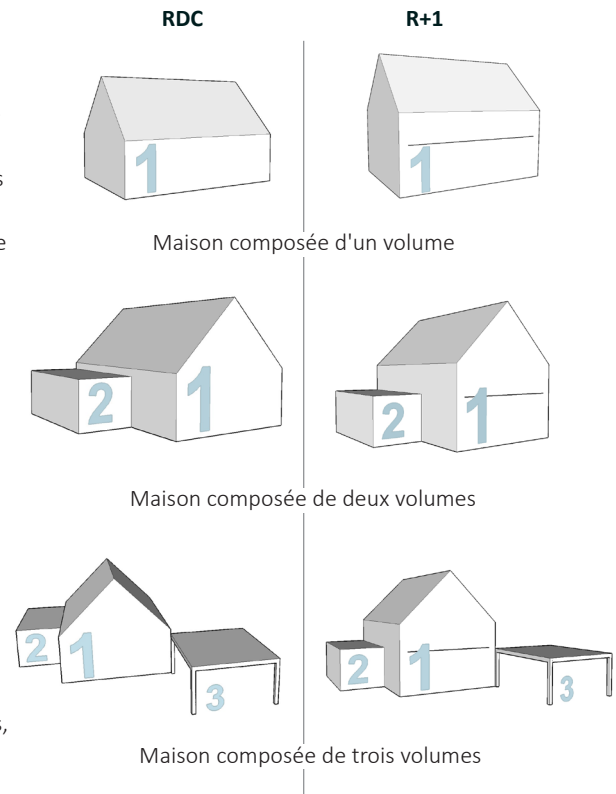 RDC R+1
1 1
s
e
Maison composée d'un volume
2 1 2 1
Maison composée de deux volumes
2 1 3 2 1 3
s,
Maison composée de trois volumes